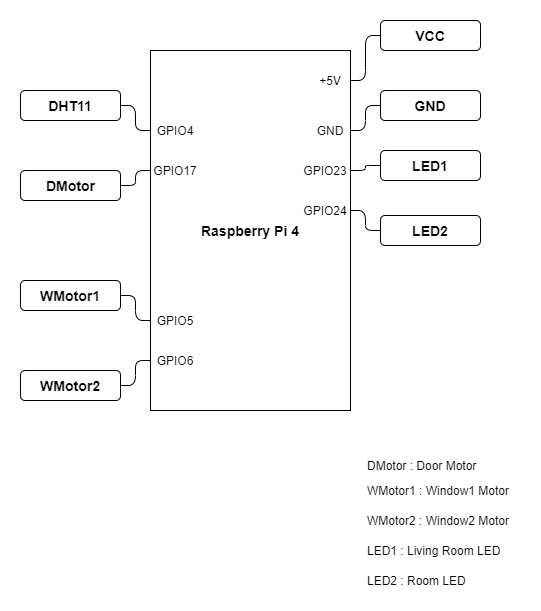 VCC
+5V
DHT11
GND
GPIO4
GND
DMotor
GPIO17
GPIO23
LED1
GPIO24
Raspberry Pi 4
LED2
WMotor1
GPIO5
GPIO6
WMotor2
DMotor : Door Motor
WMotor1 : Window1 Motor
WMotor2 : Window2 Motor
LED1 : Living Room LED
LED2 : Room LED